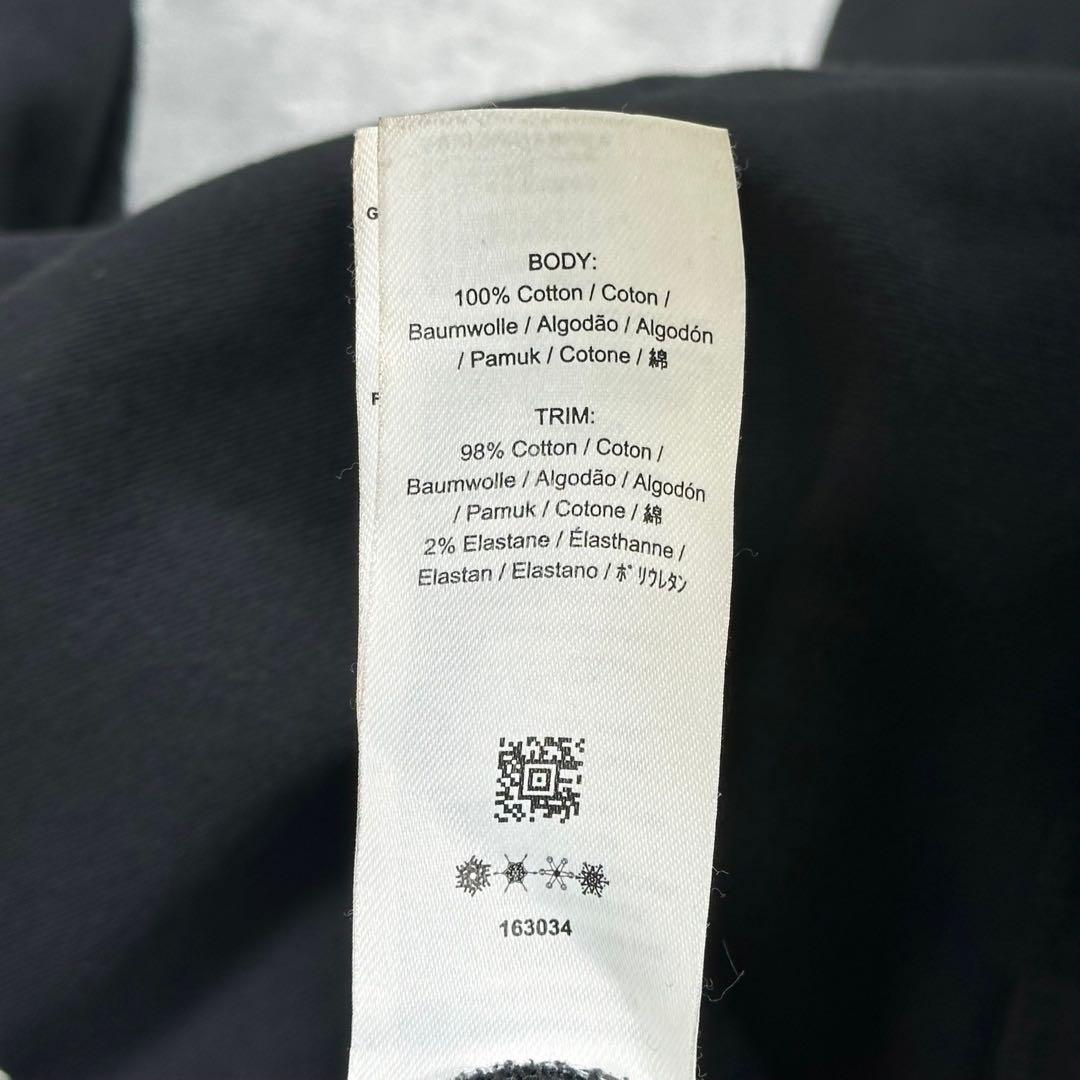 G
BODY:
100% Cotton / Coton /
Baumwolle / Algodão / Algodón
/ Pamuk / Cotone / 綿
F
TRIM:
98% Cotton / Coton /
Baumwolle / Algodão / Algodón
/ Pamuk / Cotone / 綿
2% Elastane / Élasthanne /
Elastan / Elastano / ポリウレタン
163034